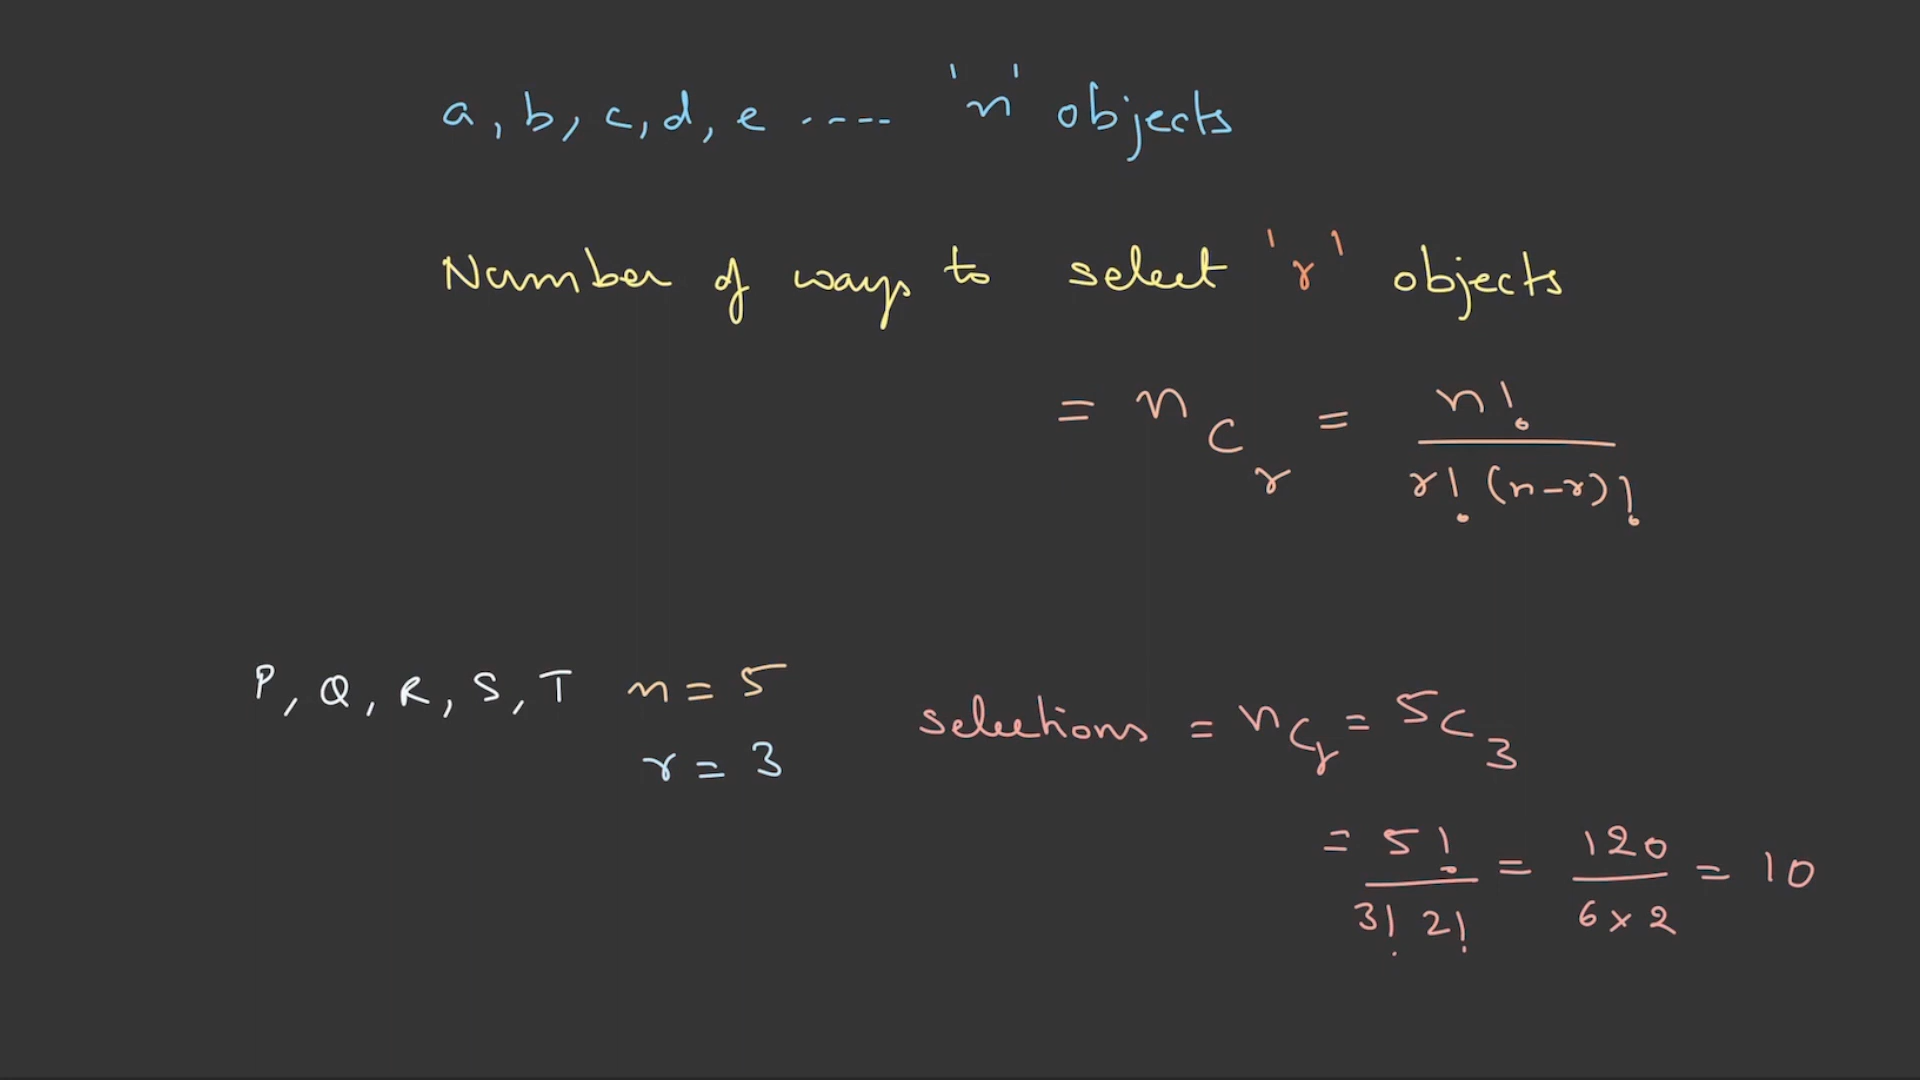 a, b, c, d, e ---- 'n' objects
Number of ways to select 'r' objects
= nCr = n! / r! (n-r)!
P, Q, R, S, T n = 5
r = 3
selections = nCr = 5C3
= 5! / 3! 2! = 120 / 6 x 2 = 10